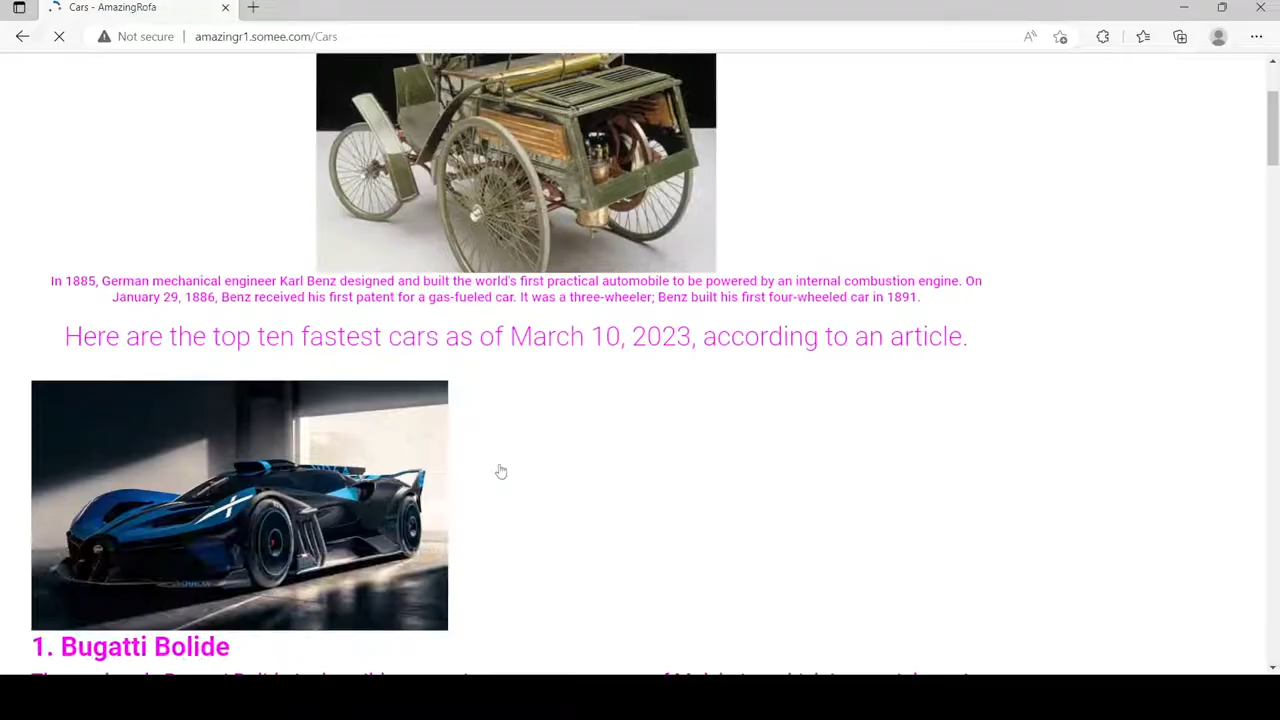 Cars - AmazingRofa
Not secure
amazingr1.somee.com/Cars
In 1885, German mechanical engineer Karl Benz designed and built the world's first practical automobile to be powered by an internal combustion engine. On
January 29, 1886, Benz received his first patent for a gas-fueled car. It was a three-wheeler; Benz built his first four-wheeled car in 1891.
Here are the top ten fastest cars as of March 10, 2023, according to an article.
1. Bugatti Bolide